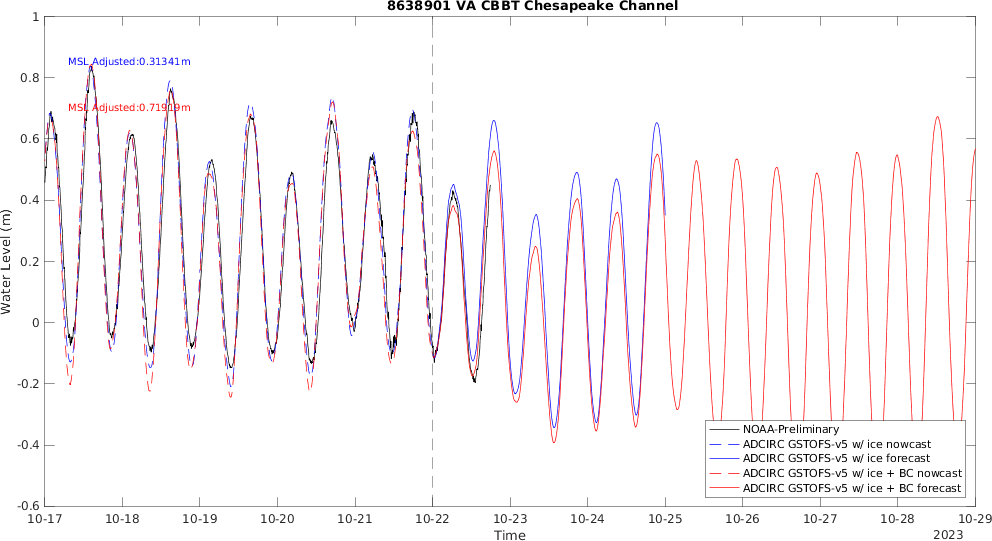 8638901 VA CBBT Chesapeake Channel
1
MSL Adjusted:0.31341m
0.8
MSL Adjusted:0.71919m
0.6
0.4
Water Level (m)
0.2
0
-0.2
-0.4
NOAA-Preliminary
ADCIRC GSTOFS-v5 w/ ice nowcast
ADCIRC GSTOFS-v5 w/ ice forecast
ADCIRC GSTOFS-v5 w/ ice + BC nowcast
ADCIRC GSTOFS-v5 w/ ice + BC forecast
-0.6
10-17 10-18 10-19 10-20 10-21 10-22 10-23 10-24 10-25 10-26 10-27 10-28 10-29
Time
2023